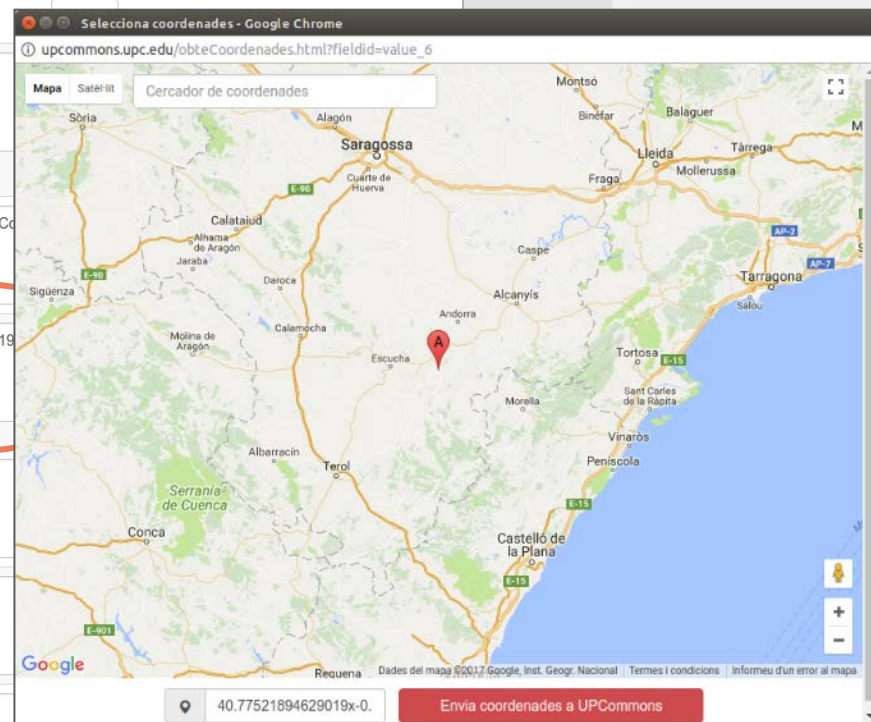 Selecciona coordenades - Google Chrome
upcommons.upc.edu/obteCoordenades.html?fieldid=value_6
Mapa Satèl·lit Cercador de coordenades
Montsó
Sòria
Alagón
Binéfar
Balaguer
Saragossa
Lleida
Tàrrega
Mollerussa
Cuarte de
Huerva
Fraga
E-90
Calataiud
Alhama
de Aragón
AP-2
Jaraba
Caspe
AP-7
E-90
Daroca
Tarragona
Sigüenza
Alcanyís
Salou
Andorra
Calamocha
Molina de
Aragón
A
Escucha
Tortosa
E-15
Sant Carles
de la Ràpita
Morella
Vinaròs
Albarracín
Peníscola
Terol
Serranía
de Cuenca
E-15
Conca
Castelló de
la Plana
E-15
E-901
Google
Requena
Dades del mapa ©2017 Google, Inst. Geogr. Nacional Termes i condicions Informeu d'un error al mapa
40.77521894629019x-0.
Envia coordenades a UPCommons
19